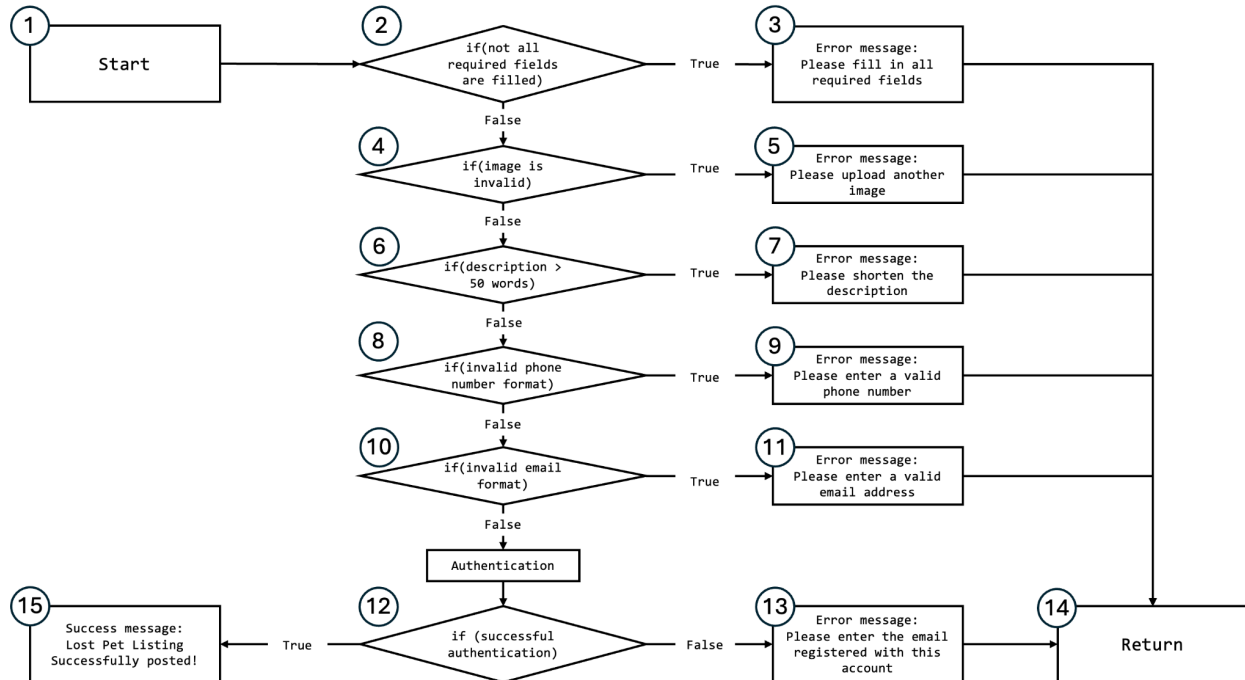 1
Start
2
if(not all
required fields
are filled)
True
3
Error message:
Please fill in all
required fields
False
4
if(image is
invalid)
True
5
Error message:
Please upload another
image
False
6
if(description >
50 words)
True
7
Error message:
Please shorten the
description
False
8
if(invalid phone
number format)
True
9
Error message:
Please enter a valid
phone number
False
10
if(invalid email
format)
True
11
Error message:
Please enter a valid
email address
False
Authentication
15
Success message:
Lost Pet Listing
Successfully posted!
True
12
if (successful
authentication)
False
13
Error message:
Please enter the email
registered with this
account
14
Return